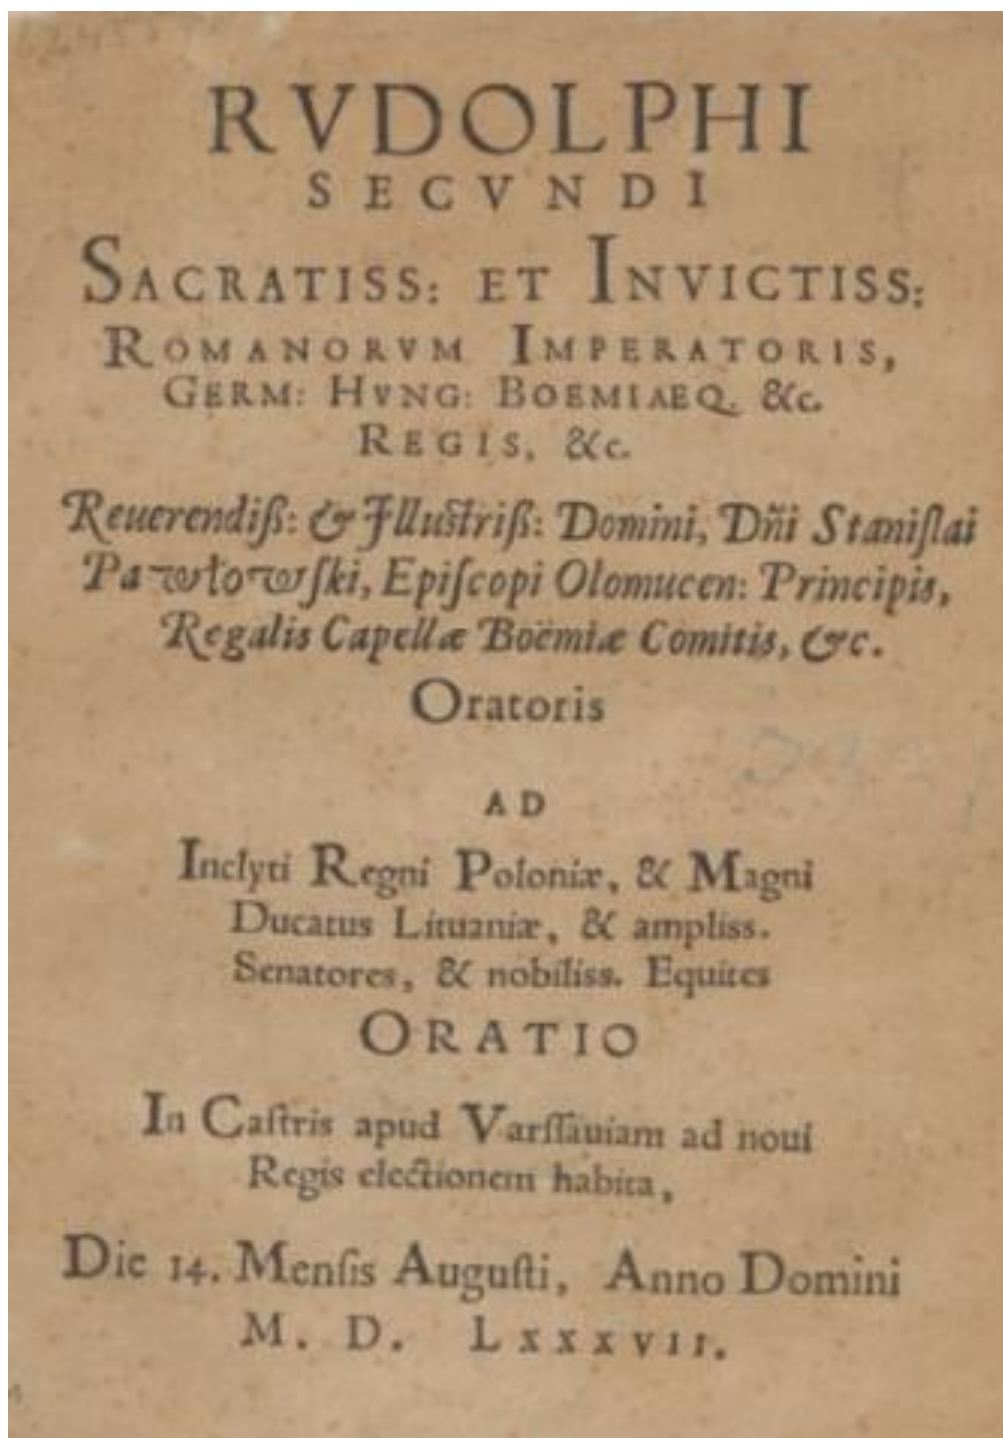 RVDOLPHI
SECVNDI
SACRATISS: ET INVICTISS:
ROMANORVM IMPERATORIS,
GERM: HVNG: BOEMIAEQ. &c.
REGIS, &c.
Reuerendiß: & Illuſtriß: Domini, Dñi Staniſlai
Pawłowſki, Epiſcopi Olomucen: Principis,
Regalis Capellæ Boëmiæ Comitis, &c.
Oratoris
AD
Inclyti Regni Poloniæ, & Magni
Ducatus Lituaniæ, & ampliss.
Senatores, & nobiliss. Equites
ORATIO
In Caſtris apud Varſſauiam ad noui
Regis electionem habita,
Die 14. Menſis Auguſti, Anno Domini
M. D. LXXXVII.